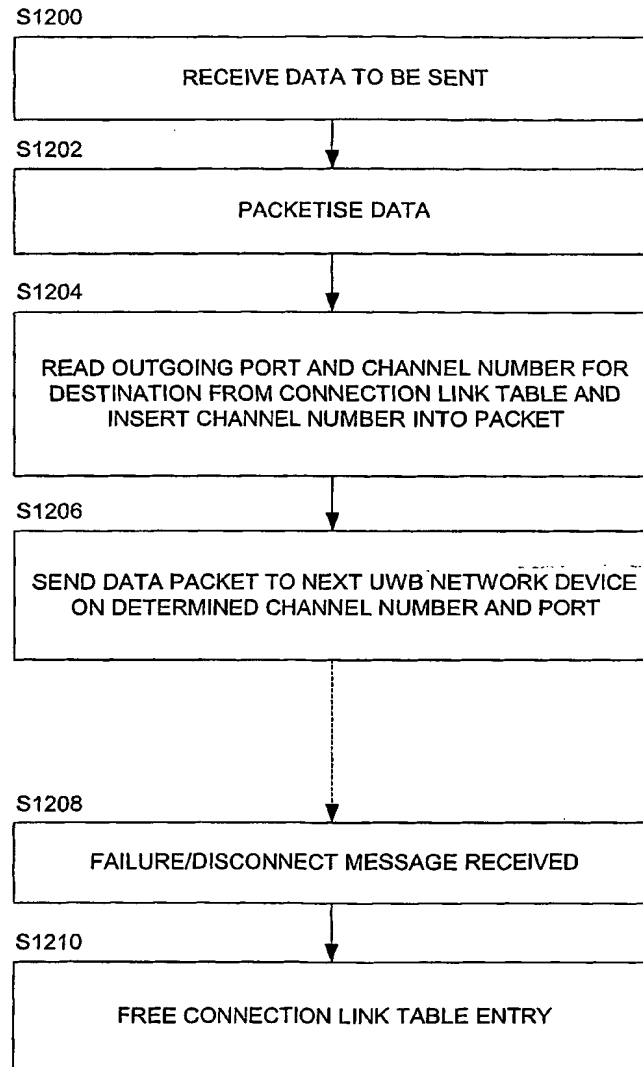 S1200
RECEIVE DATA TO BE SENT
S1202
PACKETISE DATA
S1204
READ OUTGOING PORT AND CHANNEL NUMBER FOR
DESTINATION FROM CONNECTION LINK TABLE AND
INSERT CHANNEL NUMBER INTO PACKET
S1206
SEND DATA PACKET TO NEXT UWB NETWORK DEVICE
ON DETERMINED CHANNEL NUMBER AND PORT
S1208
FAILURE/DISCONNECT MESSAGE RECEIVED
S1210
FREE CONNECTION LINK TABLE ENTRY